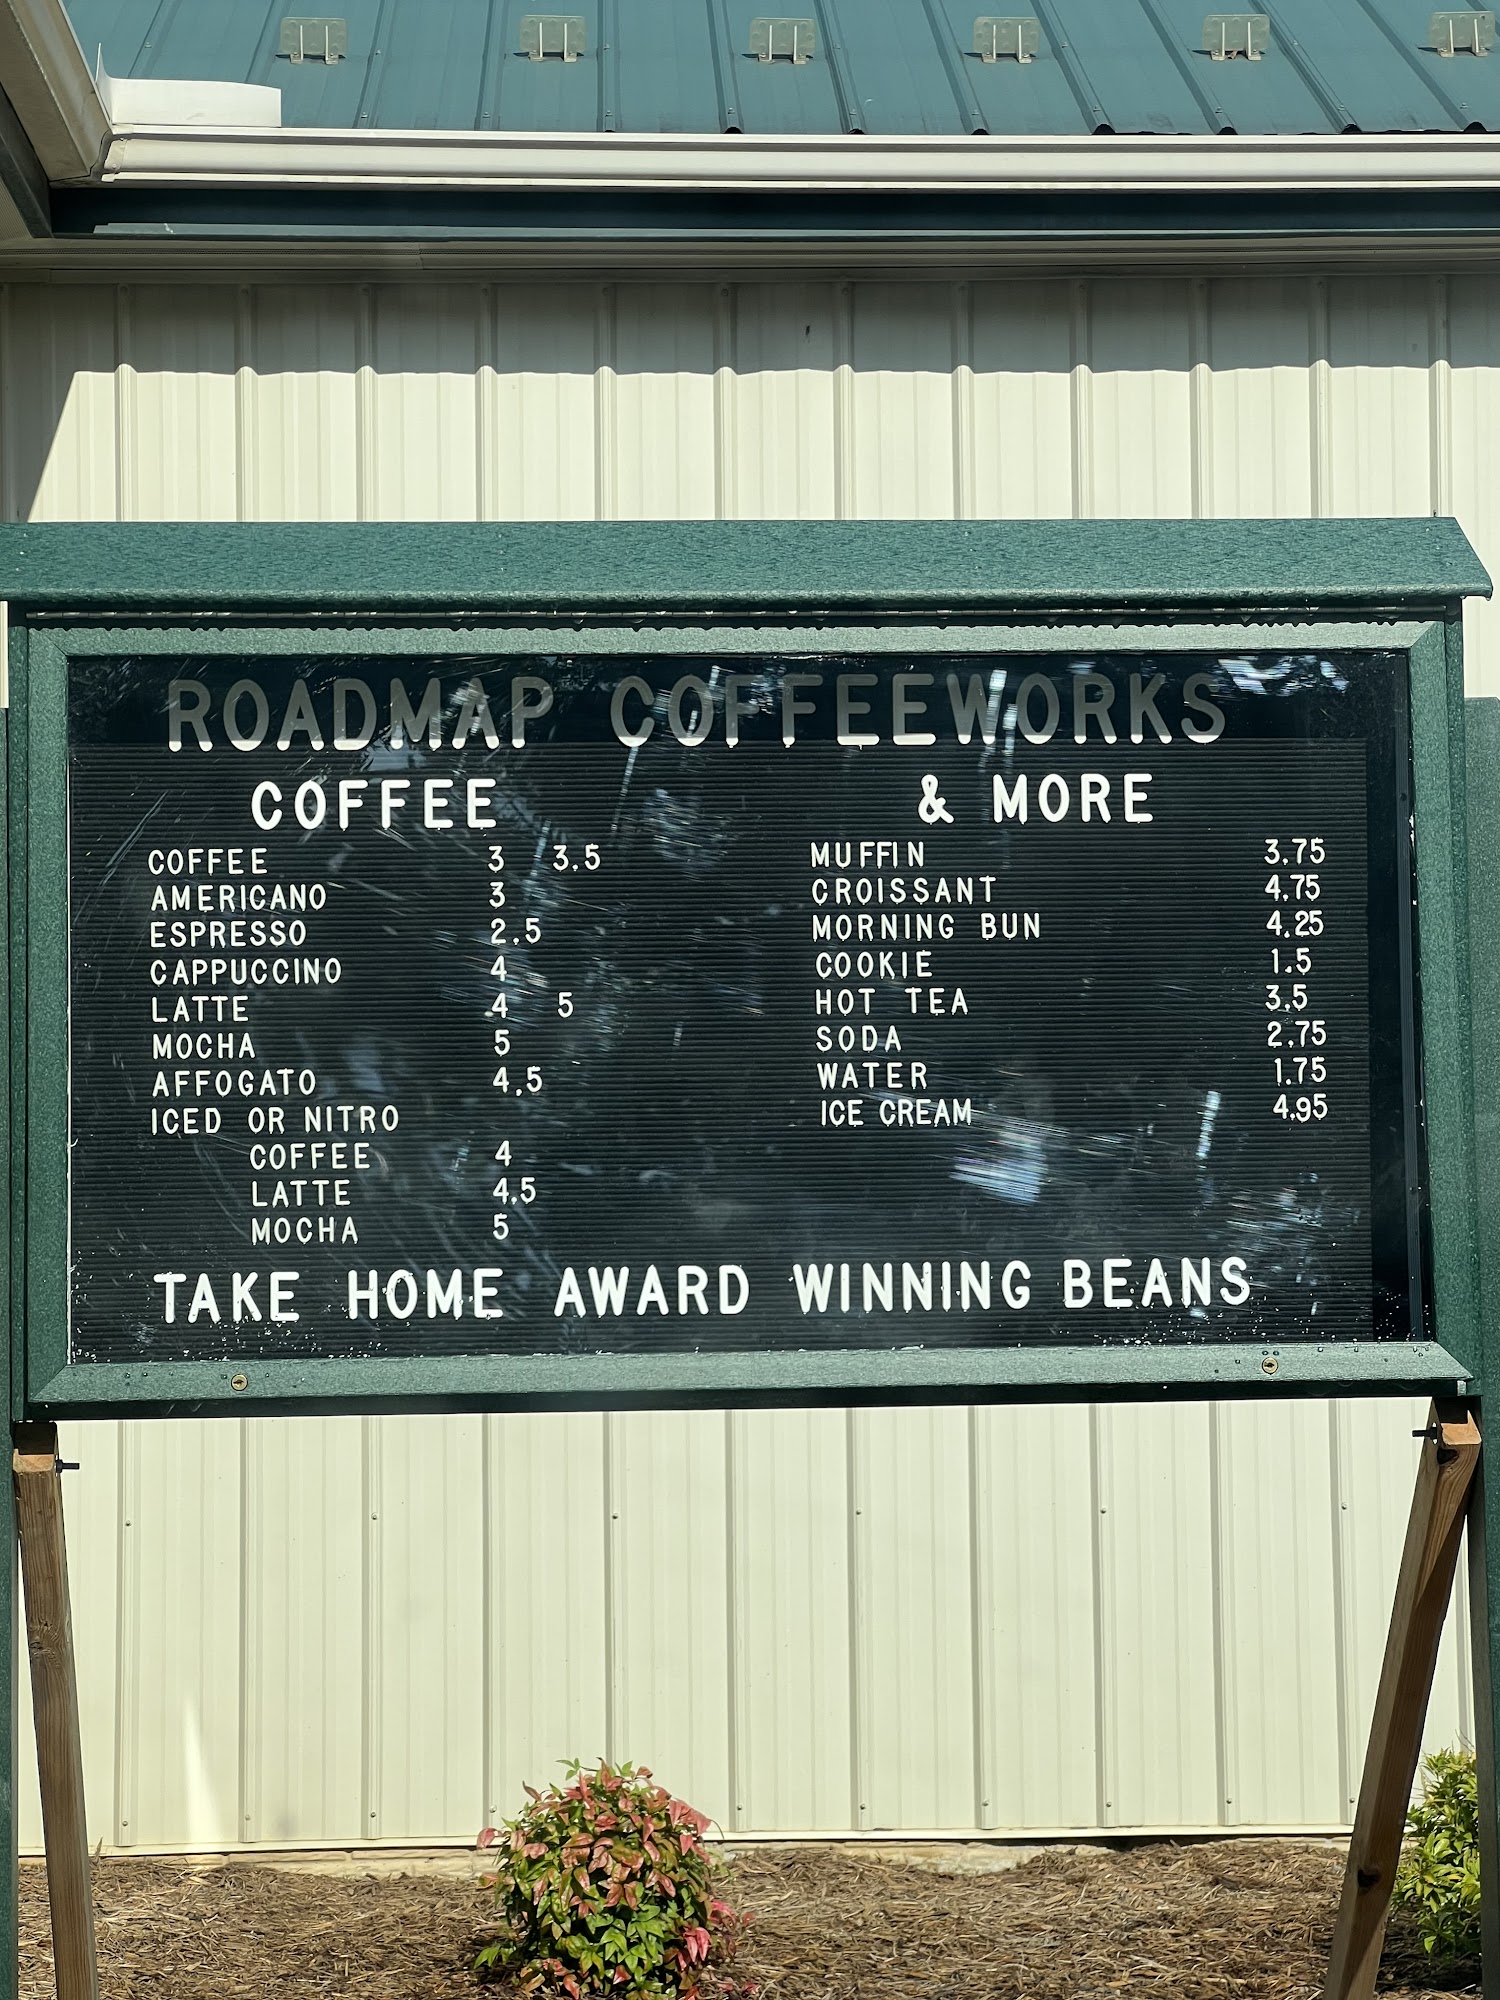 ROADMAP COFFEEWORKS
COFFEE
COFFEE 3 3.5
AMERICANO 3
ESPRESSO 2.5
CAPPUCCINO 4
LATTE 4 5
MOCHA 5
AFFOGATO 4.5
ICED OR NITRO
COFFEE 4
LATTE 4.5
MOCHA 5
& MORE
MUFFIN 3.75
CROISSANT 4.75
MORNING BUN 4.25
COOKIE 1.5
HOT TEA 3.5
SODA 2.75
WATER 1.75
ICE CREAM 4.95
TAKE HOME AWARD WINNING BEANS